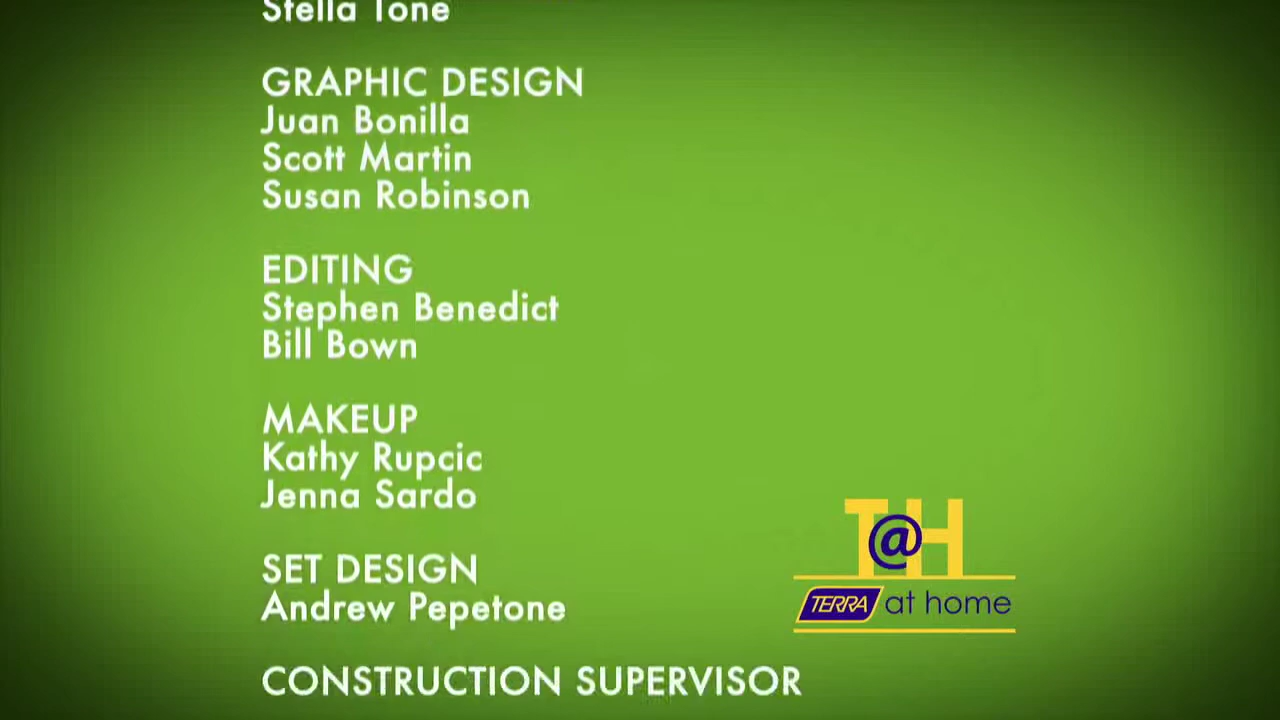 Stella Tone
GRAPHIC DESIGN
Juan Bonilla
Scott Martin
Susan Robinson
EDITING
Stephen Benedict
Bill Bown
MAKEUP
Kathy Rupcic
Jenna Sardo
SET DESIGN
Andrew Pepetone
CONSTRUCTION SUPERVISOR
T@H
TERRA at home